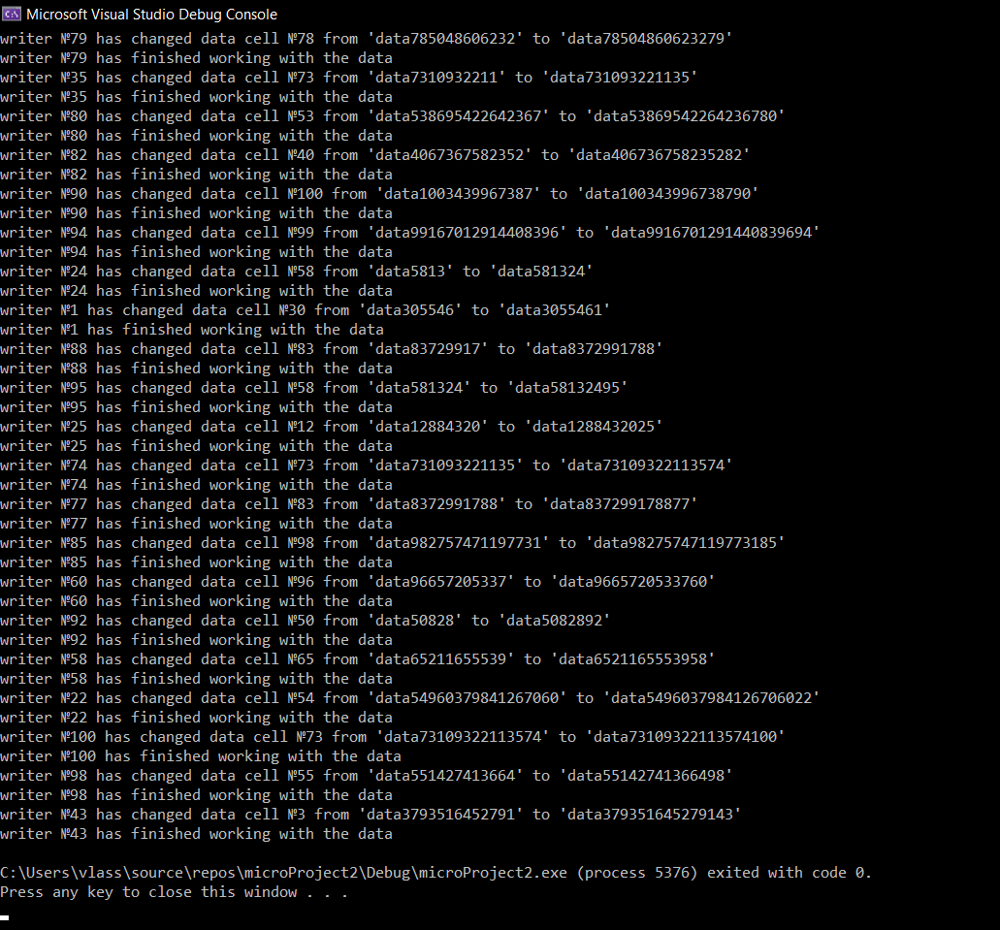 Microsoft Visual Studio Debug Console
writer №79 has changed data cell №78 from 'data785048606232' to 'data78504860623279'
writer №79 has finished working with the data
writer №35 has changed data cell №73 from 'data7310932211' to 'data731093221135'
writer №35 has finished working with the data
writer №80 has changed data cell №53 from 'data538695422642367' to 'data53869542264236780'
writer №80 has finished working with the data
writer №82 has changed data cell №40 from 'data4067367582352' to 'data406736758235282'
writer №82 has finished working with the data
writer №90 has changed data cell №100 from 'data1003439967387' to 'data100343996738790'
writer №90 has finished working with the data
writer №94 has changed data cell №99 from 'data99167012914408396' to 'data9916701291440839694'
writer №94 has finished working with the data
writer №24 has changed data cell №58 from 'data5813' to 'data581324'
writer №24 has finished working with the data
writer №1 has changed data cell №30 from 'data305546' to 'data3055461'
writer №1 has finished working with the data
writer №88 has changed data cell №83 from 'data83729917' to 'data8372991788'
writer №88 has finished working with the data
writer №95 has changed data cell №58 from 'data581324' to 'data58132495'
writer №95 has finished working with the data
writer №25 has changed data cell №12 from 'data12884320' to 'data1288432025'
writer №25 has finished working with the data
writer №74 has changed data cell №73 from 'data731093221135' to 'data73109322113574'
writer №74 has finished working with the data
writer №77 has changed data cell №83 from 'data8372991788' to 'data837299178877'
writer №77 has finished working with the data
writer №85 has changed data cell №98 from 'data982757471197731' to 'data98275747119773185'
writer №85 has finished working with the data
writer №60 has changed data cell №96 from 'data96657205337' to 'data9665720533760'
writer №60 has finished working with the data
writer №92 has changed data cell №50 from 'data50828' to 'data5082892'
writer №92 has finished working with the data
writer №58 has changed data cell №65 from 'data65211655539' to 'data6521165553958'
writer №58 has finished working with the data
writer №22 has changed data cell №54 from 'data54960379841267060' to 'data5496037984126706022'
writer №22 has finished working with the data
writer №100 has changed data cell №73 from 'data73109322113574' to 'data73109322113574100'
writer №100 has finished working with the data
writer №98 has changed data cell №55 from 'data551427413664' to 'data55142741366498'
writer №98 has finished working with the data
writer №43 has changed data cell №3 from 'data3793516452791' to 'data379351645279143'
writer №43 has finished working with the data
C:\Users\vlass\source\repos\microProject2\Debug\microProject2.exe (process 5376) exited with code 0.
Press any key to close this window . . .